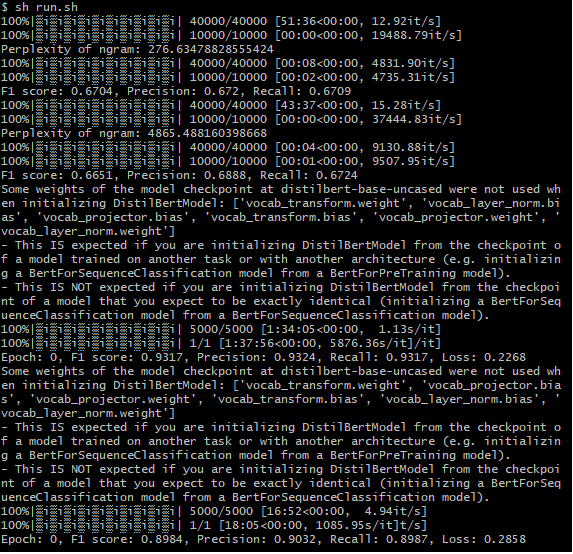 $ sh run.sh
100%|▒i▒i▒i▒i▒i▒i▒i▒i▒i▒i| 40000/40000 [51:36<00:00, 12.92it/s]
100%|▒i▒i▒i▒i▒i▒i▒i▒i▒i▒i| 10000/10000 [00:00<00:00, 19488.79it/s]
Perplexity of ngram: 276.63478828555424
100%|▒i▒i▒i▒i▒i▒i▒i▒i▒i▒i| 40000/40000 [00:08<00:00, 4831.90it/s]
100%|▒i▒i▒i▒i▒i▒i▒i▒i▒i▒i| 10000/10000 [00:02<00:00, 4735.31it/s]
F1 score: 0.6704, Precision: 0.672, Recall: 0.6709
100%|▒i▒i▒i▒i▒i▒i▒i▒i▒i▒i| 40000/40000 [43:37<00:00, 15.28it/s]
100%|▒i▒i▒i▒i▒i▒i▒i▒i▒i▒i| 10000/10000 [00:00<00:00, 37444.83it/s]
Perplexity of ngram: 4865.488160398668
100%|▒i▒i▒i▒i▒i▒i▒i▒i▒i▒i| 40000/40000 [00:04<00:00, 9130.88it/s]
100%|▒i▒i▒i▒i▒i▒i▒i▒i▒i▒i| 10000/10000 [00:01<00:00, 9507.95it/s]
F1 score: 0.6651, Precision: 0.6888, Recall: 0.6724
Some weights of the model checkpoint at distilbert-base-uncased were not used wh
en initializing DistilBertModel: ['vocab_transform.weight', 'vocab_layer_norm.bi
as', 'vocab_projector.bias', 'vocab_transform.bias', 'vocab_projector.weight', '
vocab_layer_norm.weight']
- This IS expected if you are initializing DistilBertModel from the checkpoint o
f a model trained on another task or with another architecture (e.g. initializin
g a BertForSequenceClassification model from a BertForPreTraining model).
- This IS NOT expected if you are initializing DistilBertModel from the checkpoi
nt of a model that you expect to be exactly identical (initializing a BertForSeq
uenceClassification model from a BertForSequenceClassification model).
100%|▒i▒i▒i▒i▒i▒i▒i▒i▒i▒i| 5000/5000 [1:34:05<00:00,  1.13s/it]
100%|▒i▒i▒i▒i▒i▒i▒i▒i▒i▒i| 1/1 [1:37:56<00:00, 5876.36s/it]/it]
Epoch: 0, F1 score: 0.9317, Precision: 0.9324, Recall: 0.9317, Loss: 0.2268
Some weights of the model checkpoint at distilbert-base-uncased were not used wh
en initializing DistilBertModel: ['vocab_transform.weight', 'vocab_projector.bia
s', 'vocab_projector.weight', 'vocab_transform.bias', 'vocab_layer_norm.bias', '
vocab_layer_norm.weight']
- This IS expected if you are initializing DistilBertModel from the checkpoint o
f a model trained on another task or with another architecture (e.g. initializin
g a BertForSequenceClassification model from a BertForPreTraining model).
- This IS NOT expected if you are initializing DistilBertModel from the checkpoi
nt of a model that you expect to be exactly identical (initializing a BertForSeq
uenceClassification model from a BertForSequenceClassification model).
100%|▒i▒i▒i▒i▒i▒i▒i▒i▒i▒i| 5000/5000 [16:52<00:00,  4.94it/s]
100%|▒i▒i▒i▒i▒i▒i▒i▒i▒i▒i| 1/1 [18:05<00:00, 1085.95s/it]t/s]
Epoch: 0, F1 score: 0.8984, Precision: 0.9032, Recall: 0.8987, Loss: 0.2858